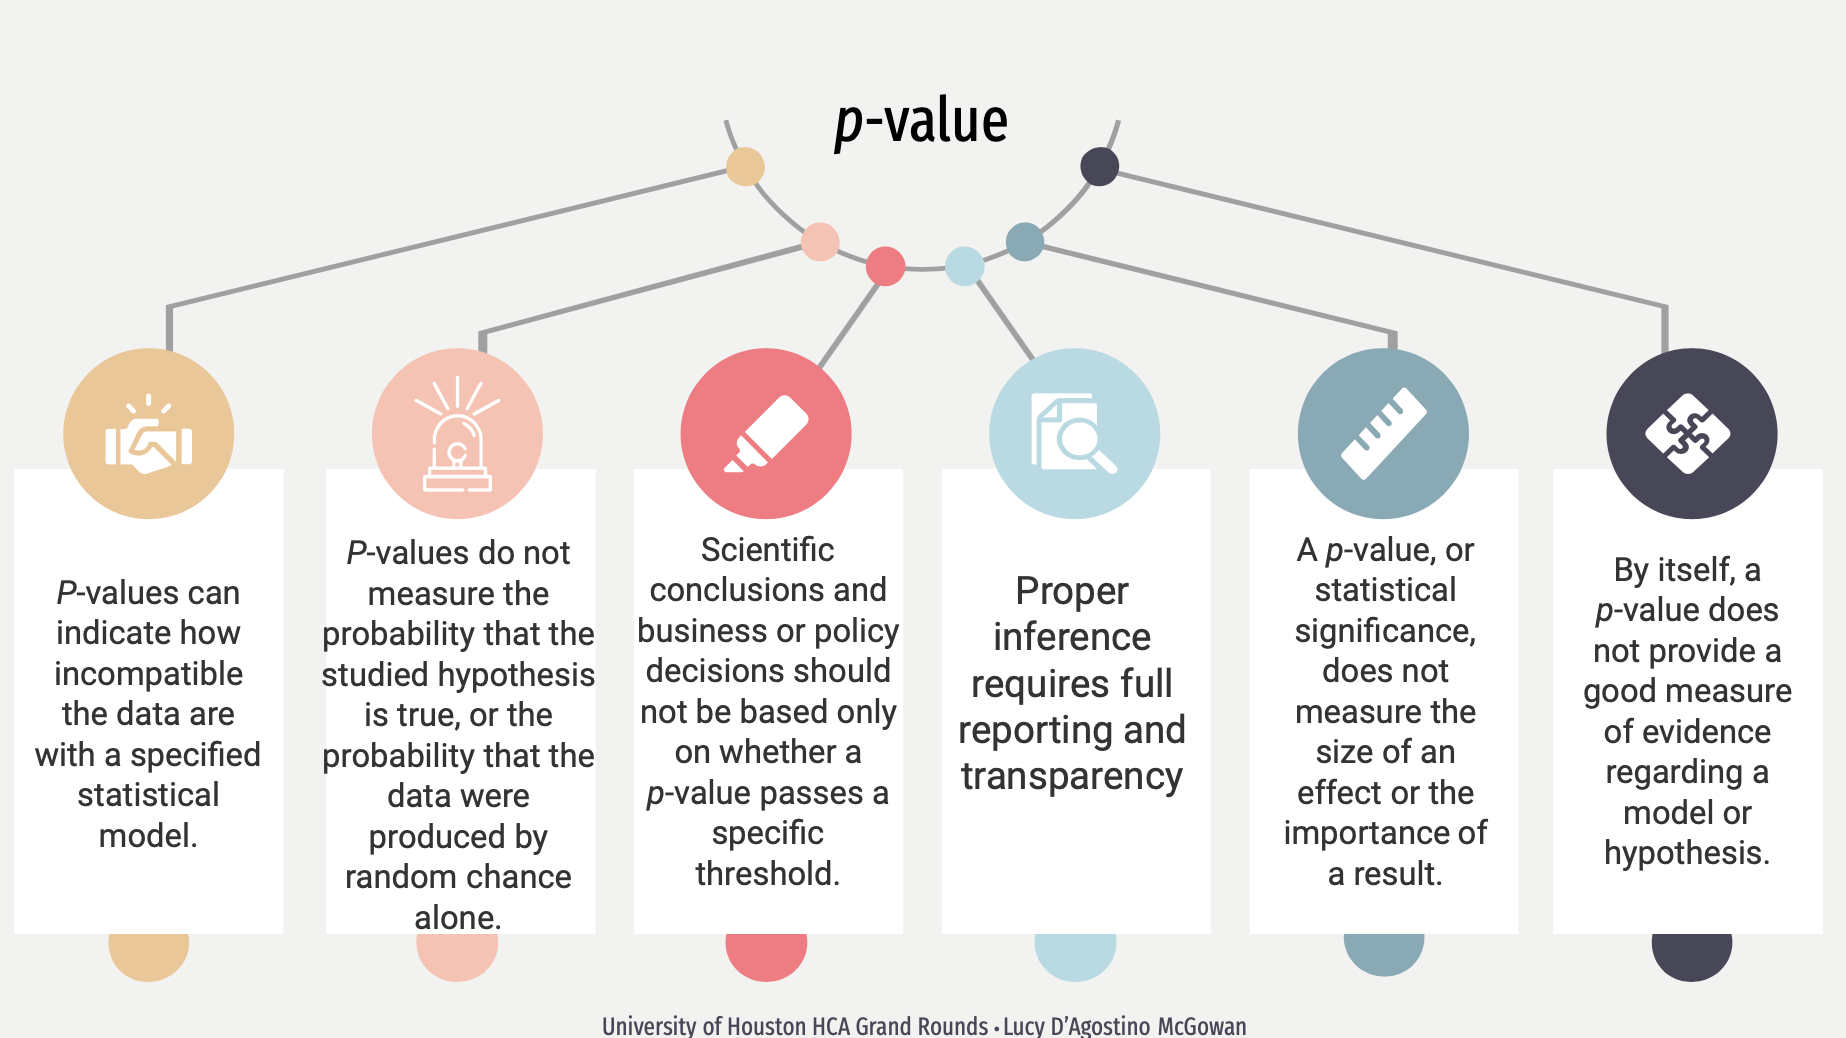 p-value
P-values can
indicate how
incompatible
the data are
with a specified
statistical
model.
P-values do not
measure the
probability that the
studied hypothesis
is true, or the
probability that the
data were
produced by
random chance
alone.
Scientific
conclusions and
business or policy
decisions should
not be based only
on whether a
p-value passes a
specific
threshold.
Proper
inference
requires full
reporting and
transparency
A p-value, or
statistical
significance,
does not
measure the
size of an
effect or the
importance of
a result.
By itself, a
p-value does
not provide a
good measure
of evidence
regarding a
model or
hypothesis.
University of Houston HCA Grand Rounds • Lucy D’Agostino McGowan